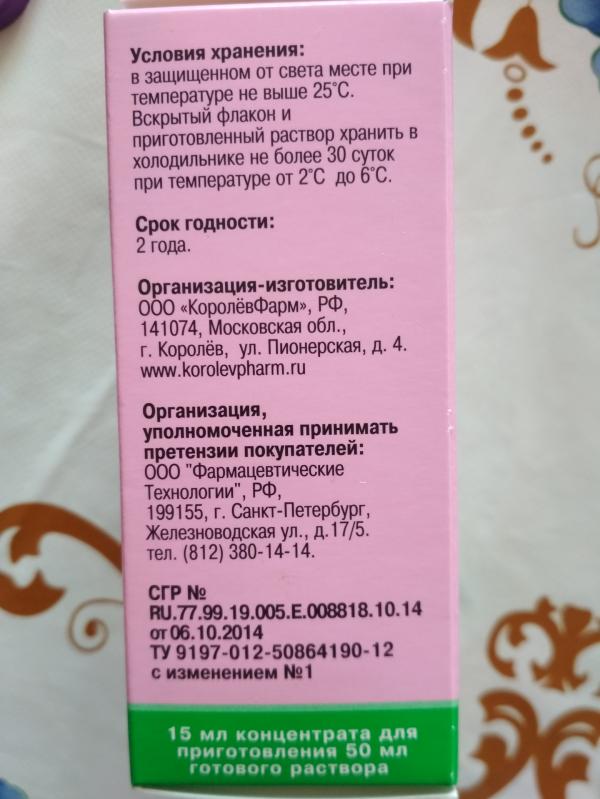 Условия хранения:
в защищенном от света месте при
температуре не выше 25°С.
Вскрытый флакон и
приготовленный раствор хранить в
холодильнике не более 30 суток
при температуре от 2°С до 6°С.
Срок годности:
2 года.
Организация-изготовитель:
ООО «КоролёвФарм», РФ,
141074, Московская обл.,
г. Королёв, ул. Пионерская, д. 4.
www.korolevpharm.ru
Организация,
уполномоченная принимать
претензии покупателей:
ООО "Фармацевтические
Технологии", РФ,
199155, г. Санкт-Петербург,
Железноводская ул., д.17/5.
тел. (812) 380-14-14.
СГР №
RU.77.99.19.005.Е.008818.10.14
от 06.10.2014
ТУ 9197-012-50864190-12
с изменением №1
15 мл концентрата для
приготовления 50 мл
готового раствора